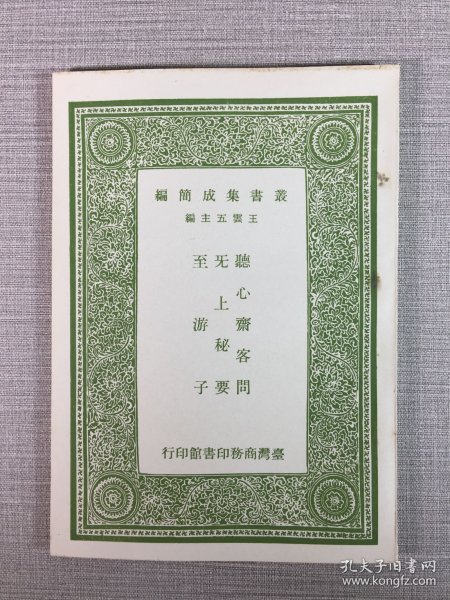 叢書集成簡編
王雲五主編
聽心齋客問
旡上秘要
至游子
臺灣商務印書館印行
孔夫子旧书网
www.kongfz.com